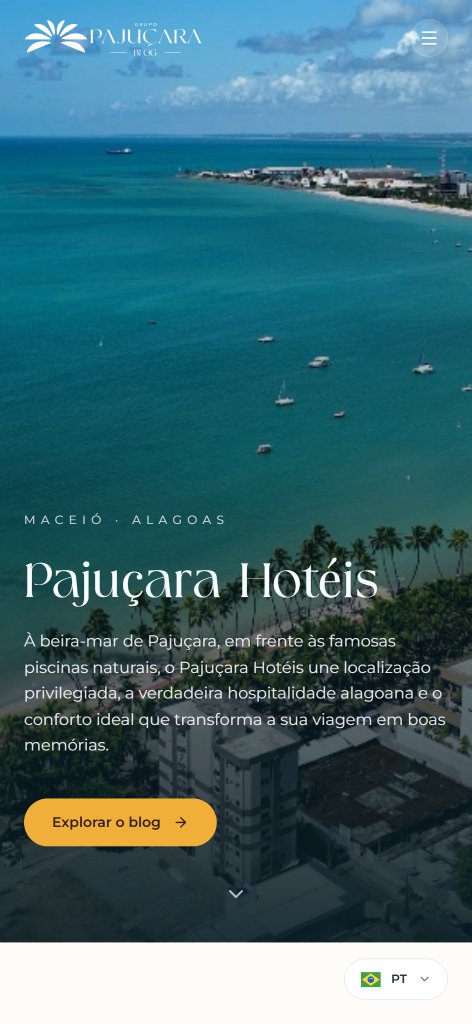 GRUPO
PAJUÇARA
BLOG
MACEIÓ · ALAGOAS
Pajuçara Hotéis
À beira-mar de Pajuçara, em frente às famosas
piscinas naturais, o Pajuçara Hotéis une localização
privilegiada, a verdadeira hospitalidade alagoana e o
conforto ideal que transforma a sua viagem em boas
memórias.
Explorar o blog
PT